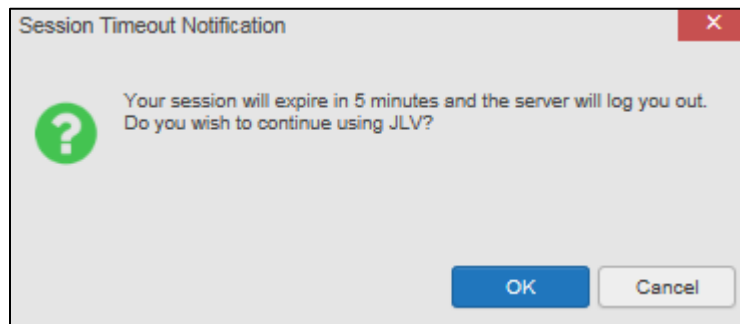 Session Timeout Notification
Your session will expire in 5 minutes and the server will log you out.
Do you wish to continue using JLV?
OK Cancel